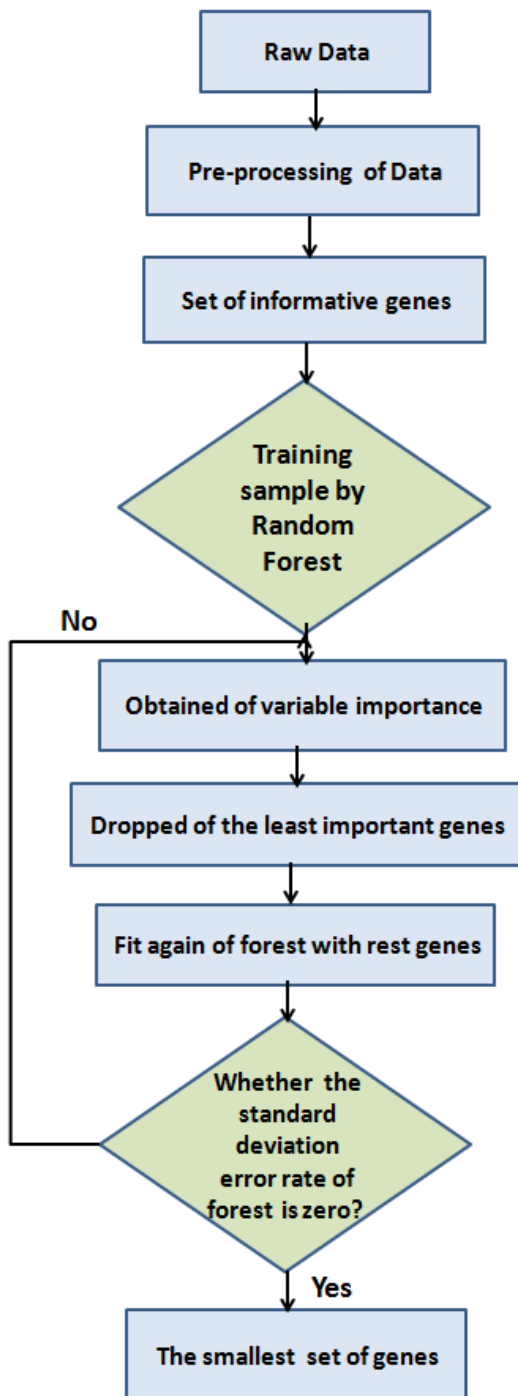 Raw Data
Pre-processing of Data
Set of informative genes
Training
sample by
Random
Forest
No
Obtained of variable importance
Dropped of the least important genes
Fit again of forest with rest genes
Whether the
standard
deviation
error rate of
forest is zero?
Yes
The smallest set of genes